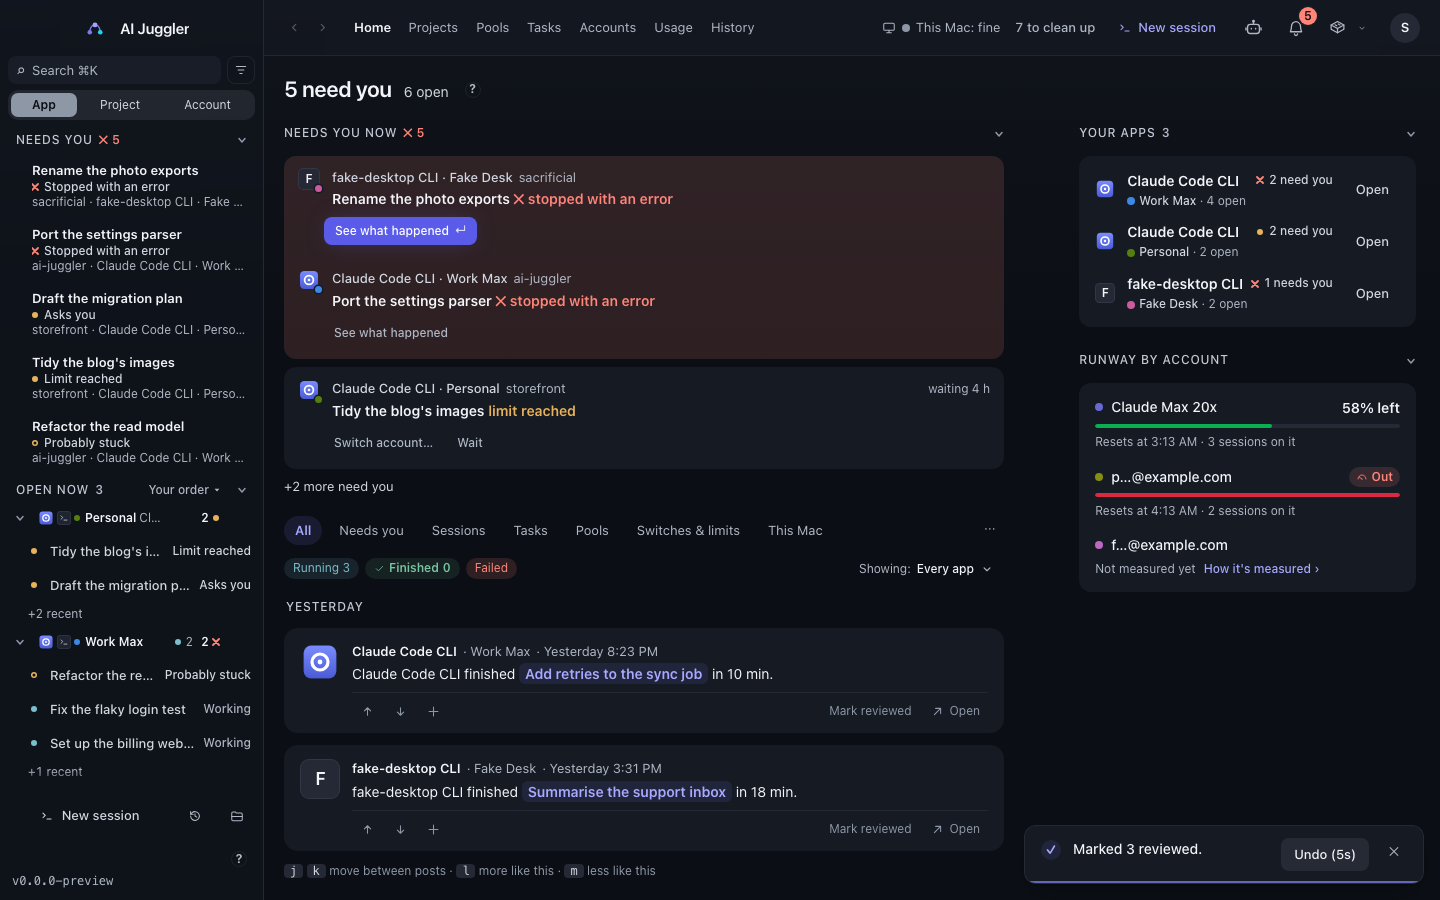 AI Juggler
Search ⌘K
App Project Account
NEEDS YOU 5
Rename the photo exports
Stopped with an error
sacrificial · fake-desktop CLI · Fake ...
Port the settings parser
Stopped with an error
ai-juggler · Claude Code CLI · Work ...
Draft the migration plan
Asks you
storefront · Claude Code CLI · Perso...
Tidy the blog's images
Limit reached
storefront · Claude Code CLI · Perso...
Refactor the read model
Probably stuck
ai-juggler · Claude Code CLI · Work ...
OPEN NOW 3 Your order
Personal Cl... 2
Tidy the blog's i... Limit reached
Draft the migration p... Asks you
+2 recent
Work Max 2 2
Refactor the re... Probably stuck
Fix the flaky login test Working
Set up the billing web... Working
+1 recent
New session
?
v0.0.0-preview
Home Projects Pools Tasks Accounts Usage History
This Mac: fine 7 to clean up New session 5 S
5 need you 6 open ?
NEEDS YOU NOW 5
F fake-desktop CLI · Fake Desk sacrificial
Rename the photo exports stopped with an error
See what happened ↵
Claude Code CLI · Work Max ai-juggler
Port the settings parser stopped with an error
See what happened
Claude Code CLI · Personal storefront waiting 4 h
Tidy the blog's images limit reached
Switch account... Wait
+2 more need you
All Needs you Sessions Tasks Pools Switches & limits This Mac ...
Running 3 ✓ Finished 0 Failed Showing: Every app
YESTERDAY
Claude Code CLI · Work Max · Yesterday 8:23 PM
Claude Code CLI finished Add retries to the sync job in 10 min.
↑ ↓ + Mark reviewed ↗ Open
F fake-desktop CLI · Fake Desk · Yesterday 3:31 PM
fake-desktop CLI finished Summarise the support inbox in 18 min.
↑ ↓ + Mark reviewed ↗ Open
j k move between posts · l more like this · m less like this
YOUR APPS 3
Claude Code CLI 2 need you Open
Work Max · 4 open
Claude Code CLI 2 need you Open
Personal · 2 open
F fake-desktop CLI 1 needs you Open
Fake Desk · 2 open
RUNWAY BY ACCOUNT
Claude Max 20x 58% left
Resets at 3:13 AM · 3 sessions on it
p...@example.com Out
Resets at 4:13 AM · 2 sessions on it
f...@example.com
Not measured yet How it's measured ›
Marked 3 reviewed. Undo (5s)